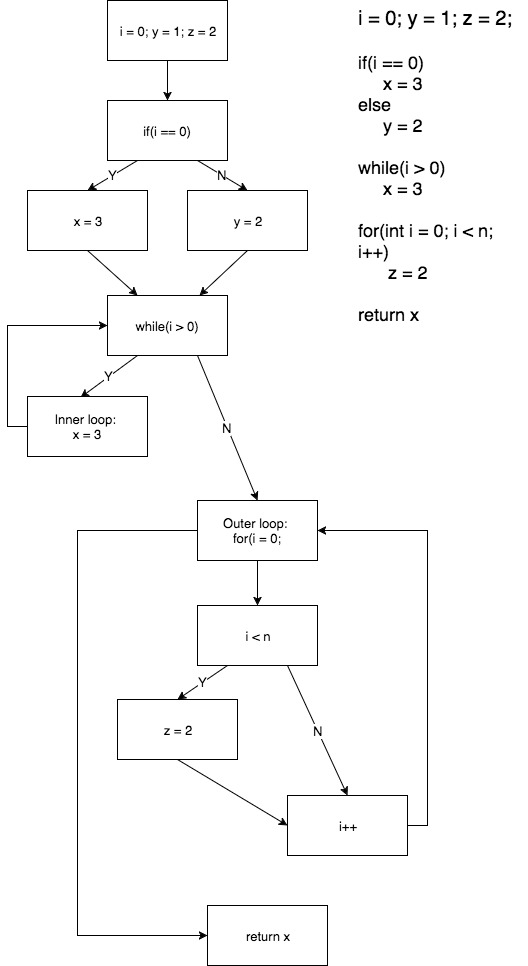 i = 0; y = 1; z = 2
if(i == 0)
Y
N
x = 3
y = 2
while(i > 0)
Y
Inner loop:
x = 3
N
Outer loop:
for(i = 0;
i < n
Y
z = 2
N
i++
return x
i = 0; y = 1; z = 2;
if(i == 0)
x = 3
else
y = 2
while(i > 0)
x = 3
for(int i = 0; i < n;
i++)
z = 2
return x